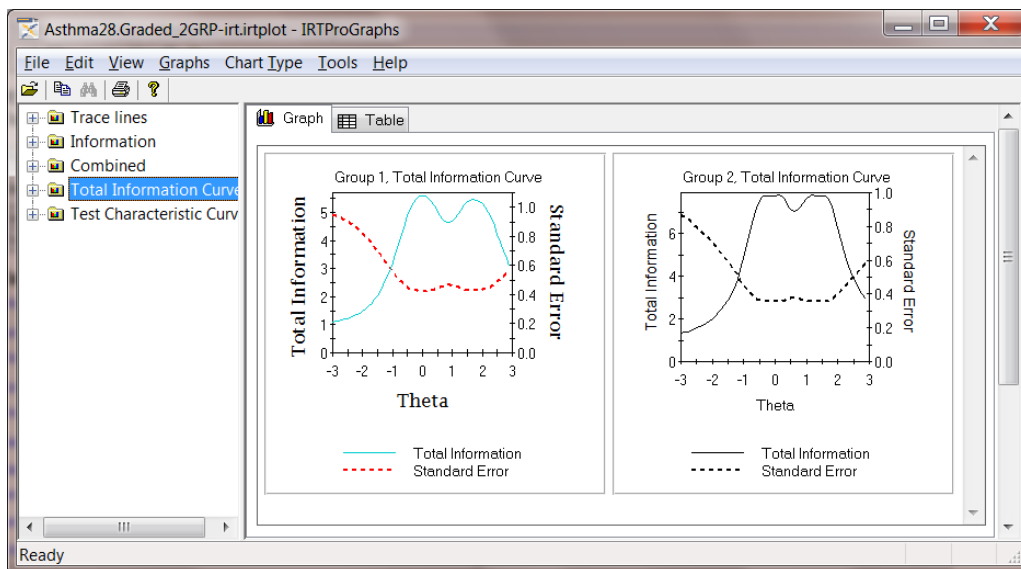 Asthma28.Graded_2GRP-irt.irtplot - IRTProGraphs
File Edit View Graphs Chart Type Tools Help
Trace lines
Information
Combined
Total Information Curve
Test Characteristic Curv
Graph Table
Group 1, Total Information Curve
Total Information
5
4
3
2
1
0
Standard Error
1.0
0.8
0.6
0.4
0.2
0.0
-3 -2 -1 0 1 2 3
Theta
Total Information
Standard Error
Group 2, Total Information Curve
Total Information
6
4
2
0
Standard Error
1.0
0.8
0.6
0.4
0.2
0.0
-3 -2 -1 0 1 2 3
Theta
Total Information
Standard Error
Ready